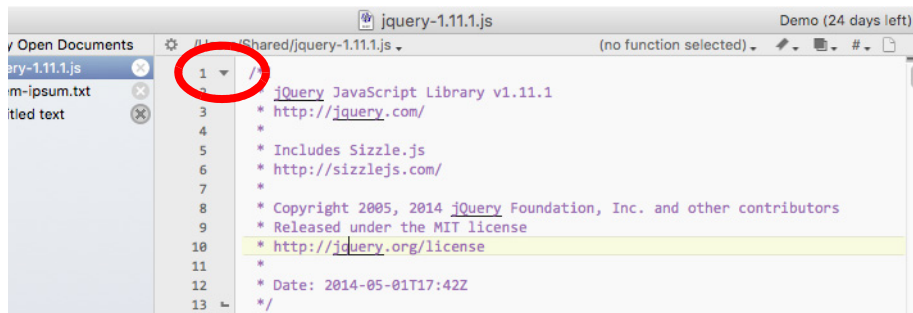 jquery-1.11.1.js
Demo (24 days left)
y Open Documents
/Shared/jquery-1.11.1.js
(no function selected)
#
ry-1.11.1.js
em-ipsum.txt
itled text
1 /*
2 * jQuery JavaScript Library v1.11.1
3 * http://jquery.com/
4 *
5 * Includes Sizzle.js
6 * http://sizzlejs.com/
7 *
8 * Copyright 2005, 2014 jQuery Foundation, Inc. and other contributors
9 * Released under the MIT license
10 * http://jquery.org/license
11 *
12 * Date: 2014-05-01T17:42Z
13 */